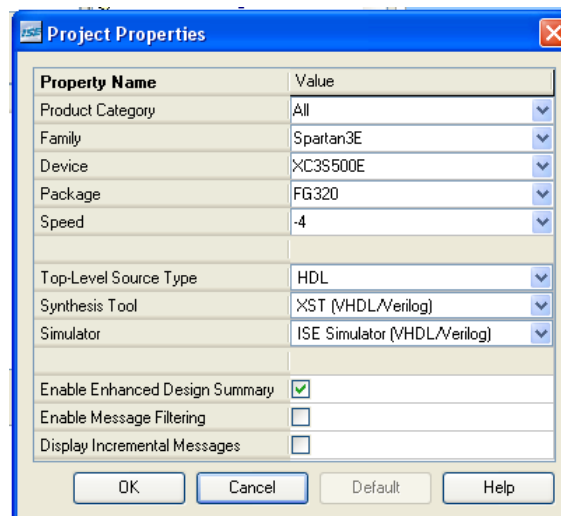 ISE Project Properties
Property Name Value
Product Category All
Family Spartan3E
Device XC3S500E
Package FG320
Speed -4
Top-Level Source Type HDL
Synthesis Tool XST (VHDL/Verilog)
Simulator ISE Simulator (VHDL/Verilog)
Enable Enhanced Design Summary
Enable Message Filtering
Display Incremental Messages
OK Cancel Default Help